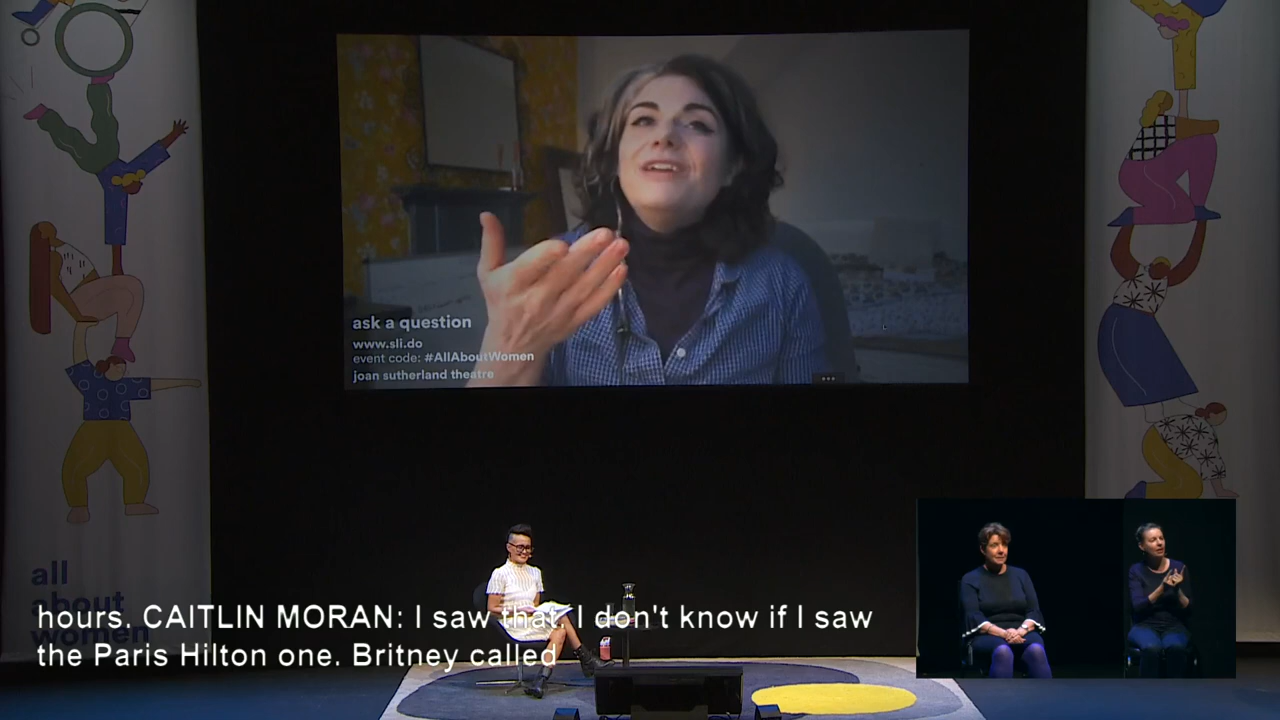 ask a question
www.sli.do
event code: #AllAboutWomen
joan sutherland theatre
all
about
women
hours. CAITLIN MORAN: I saw that. I don't know if I saw
the Paris Hilton one. Britney called